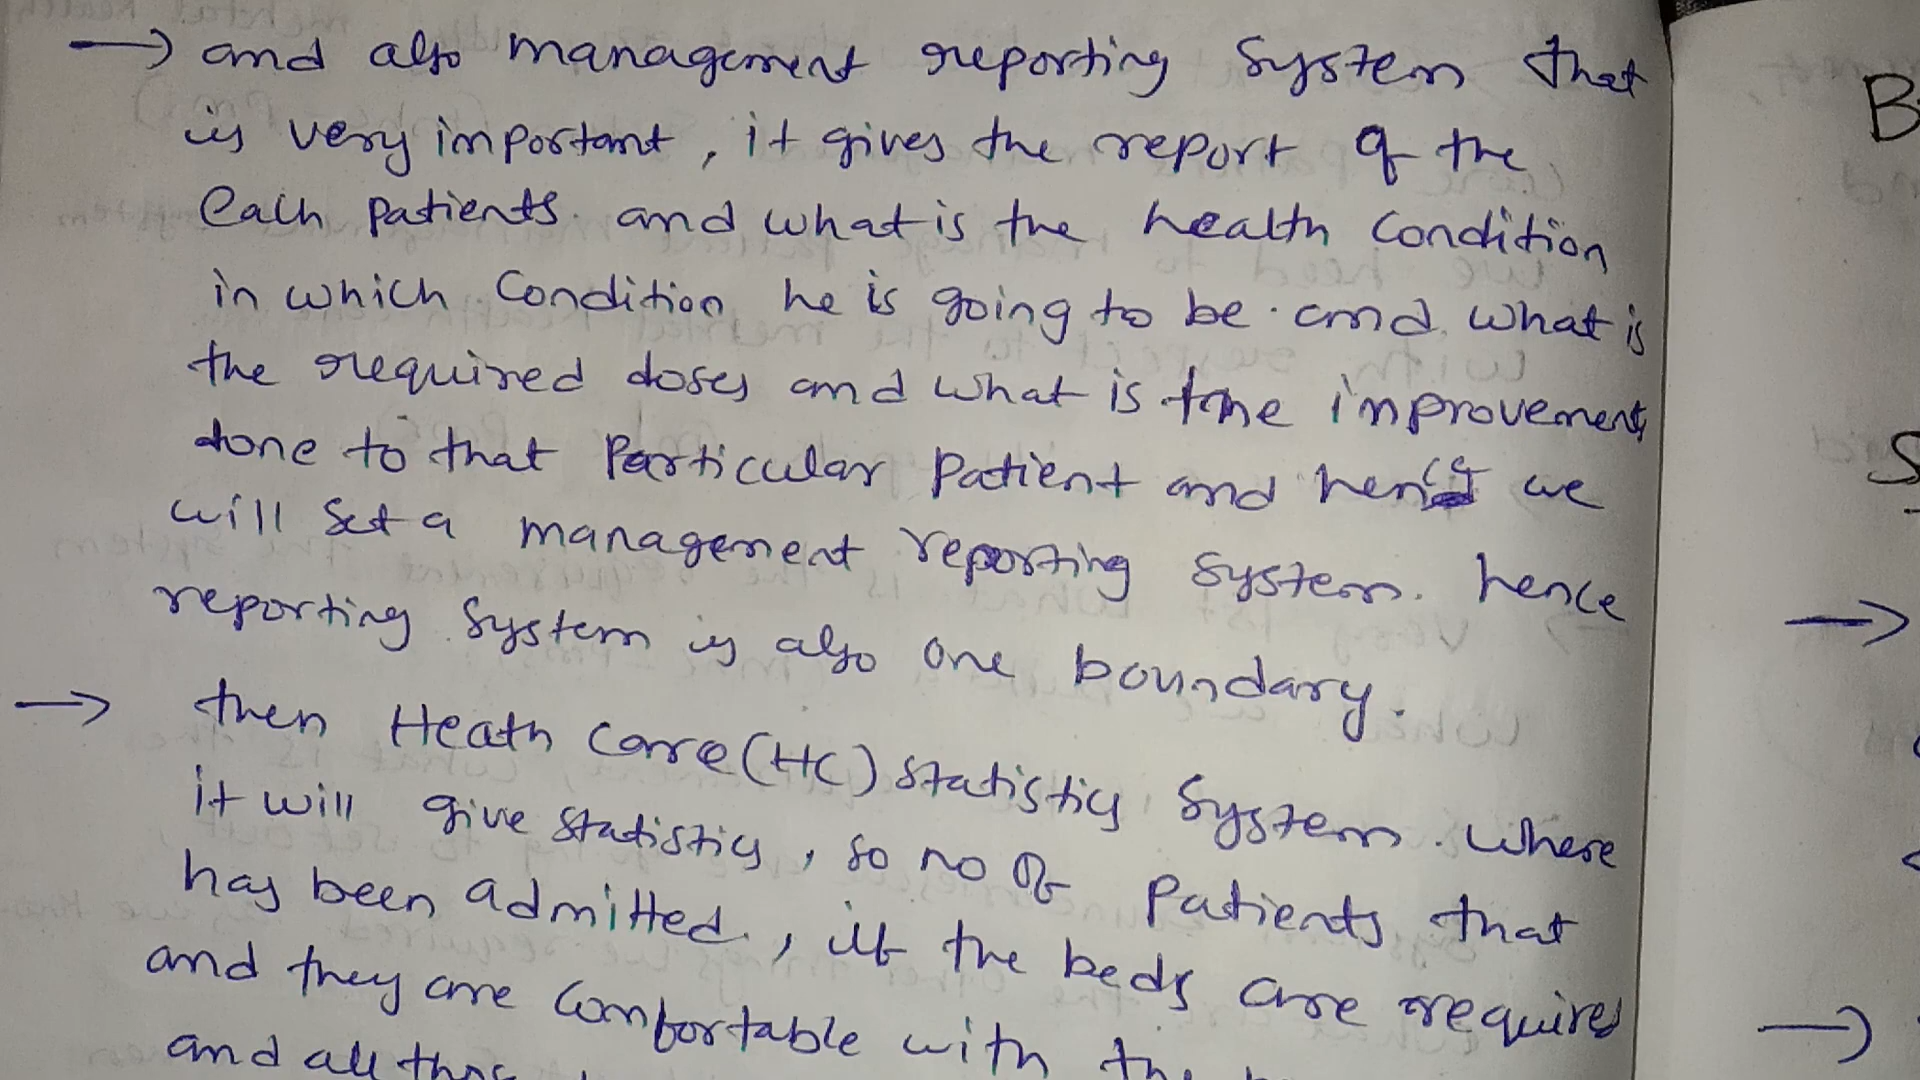 → and also management reporting system that
is very important, it gives the report of the
each patients. and what is the health condition
in which condition he is going to be. and what is
the required doses and what is the improvement
done to that Particular Patient and hence we
will set a management reporting system. hence
reporting system is also one boundary.
→ then Heath care (HC) statistics system. where
it will give statistics, so no of Patients that
has been admitted, if the beds are required
and they are comfortable with
and all
B
S
→
→